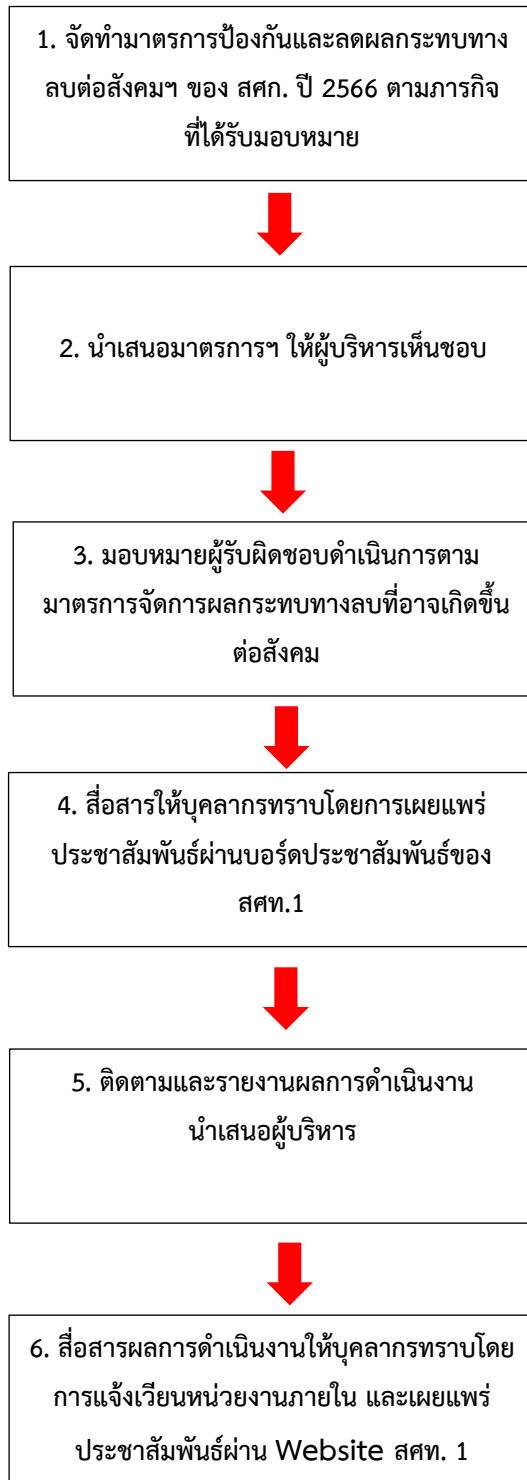 1. จัดทำมาตรการป้องกันและลดผลกระทบทาง
ลบต่อสังคมฯ ของ สศก. ปี 2566 ตามภารกิจ
ที่ได้รับมอบหมาย
2. นำเสนอมาตรการฯ ให้ผู้บริหารเห็นชอบ
3. มอบหมายผู้รับผิดชอบดำเนินการตาม
มาตรการจัดการผลกระทบทางลบที่อาจเกิดขึ้น
ต่อสังคม
4. สื่อสารให้บุคลากรทราบโดยการเผยแพร่
ประชาสัมพันธ์ผ่านบอร์ดประชาสัมพันธ์ของ
สศท.1
5. ติดตามและรายงานผลการดำเนินงาน
นำเสนอผู้บริหาร
6. สื่อสารผลการดำเนินงานให้บุคลากรทราบโดย
การแจ้งเวียนหน่วยงานภายใน และเผยแพร่
ประชาสัมพันธ์ผ่าน Website สศท. 1